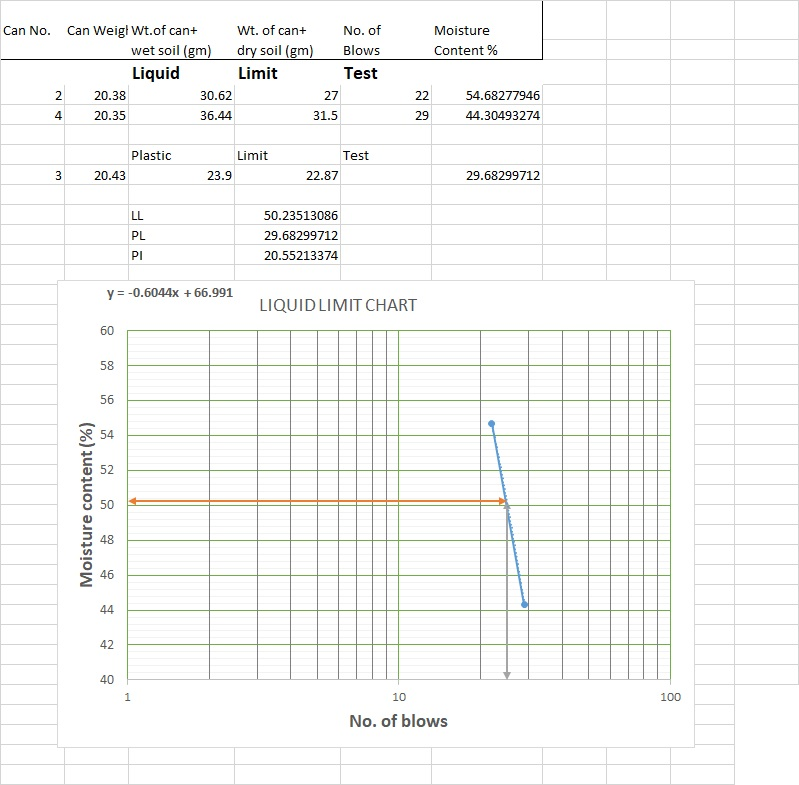 Can No. Can Weigl Wt.of can+ wet soil (gm) Wt. of can+ dry soil (gm) No. of Blows Moisture Content %
Liquid Limit Test
2 20.38 30.62 27 22 54.68277946
4 20.35 36.44 31.5 29 44.30493274
Plastic Limit Test
3 20.43 23.9 22.87 29.68299712
LL 50.23513086
PL 29.68299712
PI 20.55213374
y = -0.6044x + 66.991
LIQUID LIMIT CHART
60
58
56
54
52
50
48
46
44
42
40
Moisture content (%)
1 10 100
No. of blows